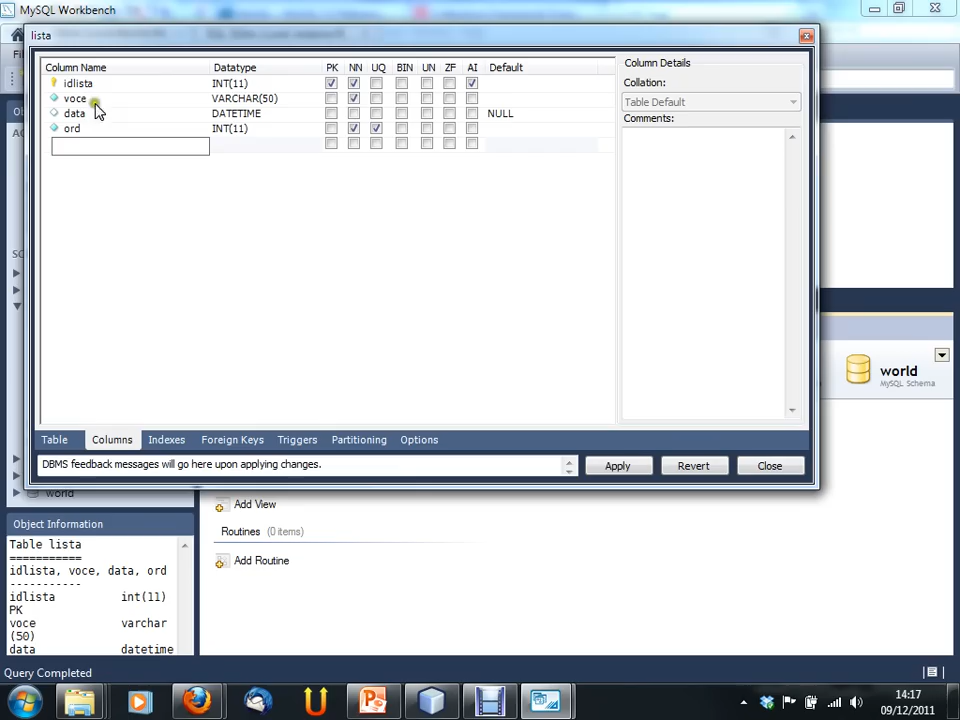 MySQL Workbench
lista
Column Name Datatype PK NN UQ BIN UN ZF AI Default
idlista INT(11)
voce VARCHAR(50)
data DATETIME NULL
ord INT(11)
Column Details
Collation:
Table Default
Comments:
Table Columns Indexes Foreign Keys Triggers Partitioning Options
DBMS feedback messages will go here upon applying changes.
Apply Revert Close
world
MySQL Schema
world
Add View
Routines (0 items)
Add Routine
Object Information
Table lista
===========
idlista, voce, data, ord
-----------
idlista int(11)
PK
voce varchar
(50)
data datetime
Query Completed
14:17
09/12/2011